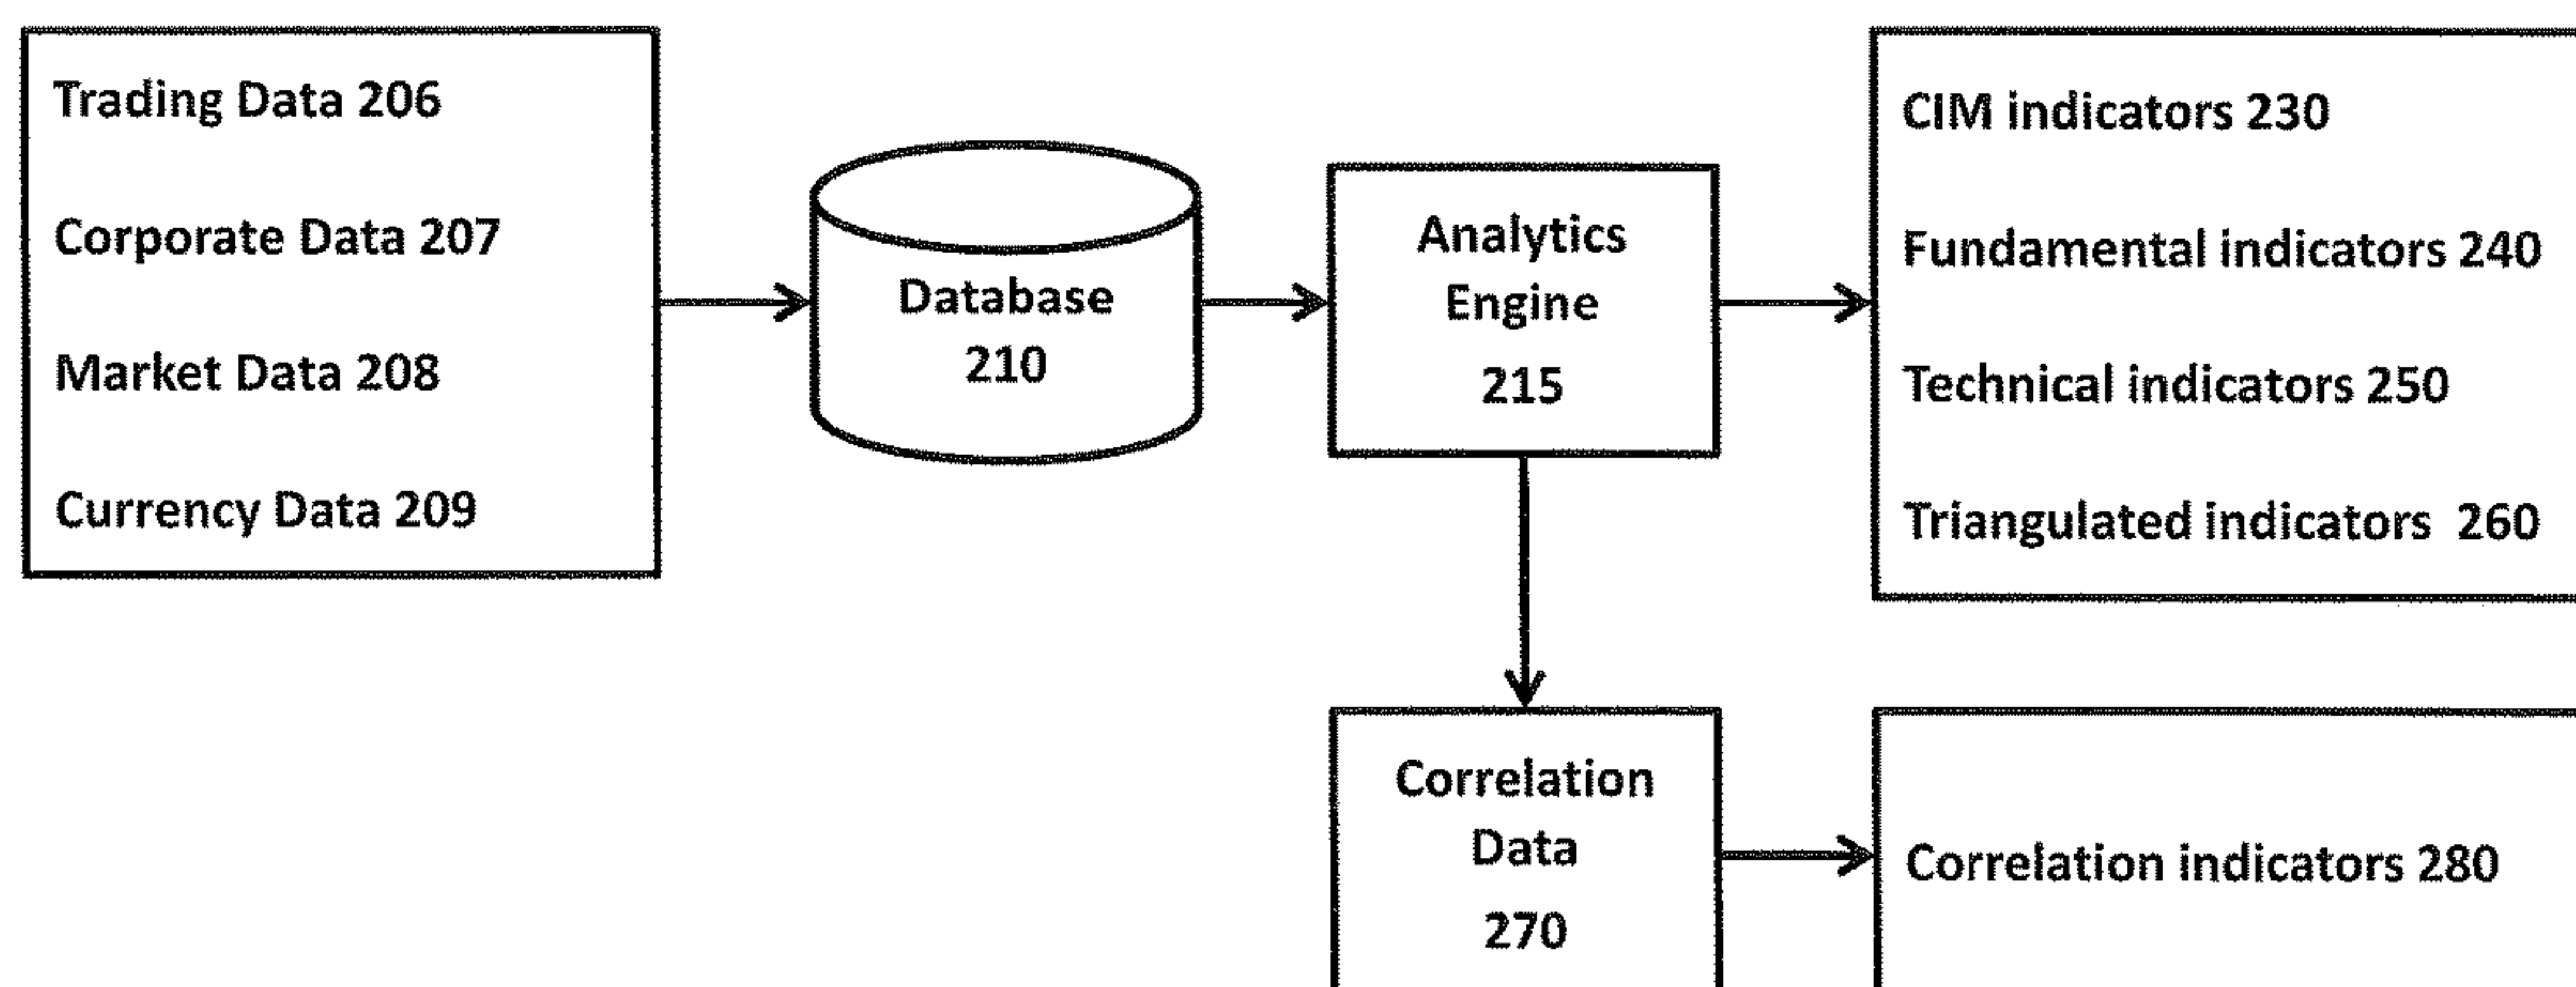 Trading Data 206
Corporate Data 207
Market Data 208
Currency Data 209
Database
210
Analytics
Engine
215
CIM indicators 230
Fundamental indicators 240
Technical indicators 250
Triangulated indicators 260
Correlation
Data
270
Correlation indicators 280